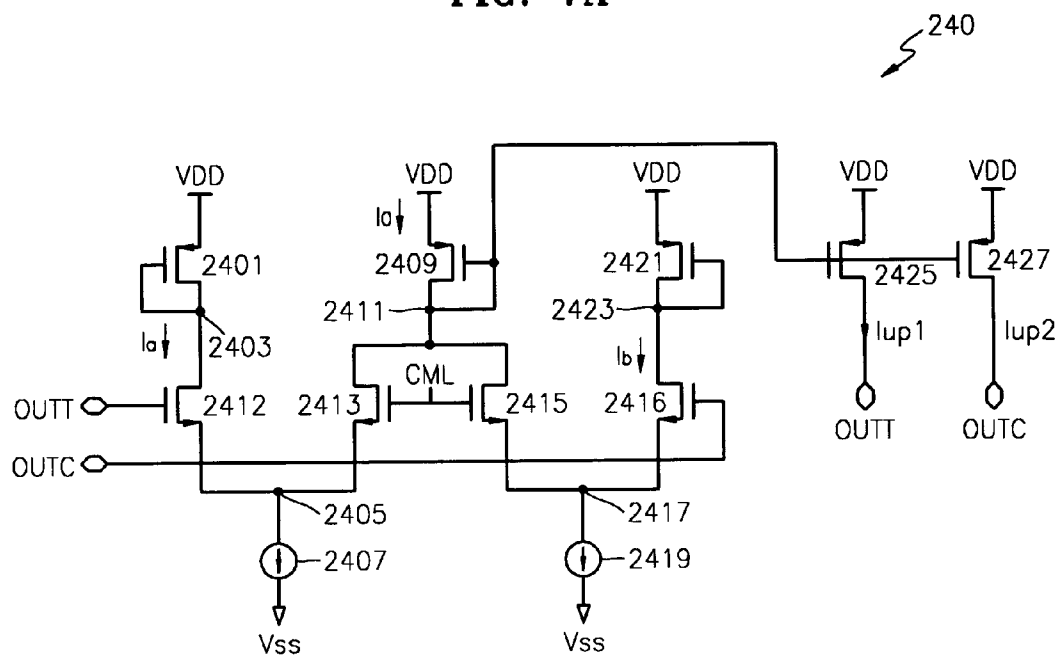 FIG. 7A
240
VDD VDD VDD VDD VDD
Ia
2401 2409 2421 2425 2427
2411 2423
2403
Ia Ib Iup1 Iup2
CML
OUTT 2412 2413 2415 2416
OUTT OUTC
OUTC
2405 2417
2407 2419
Vss Vss